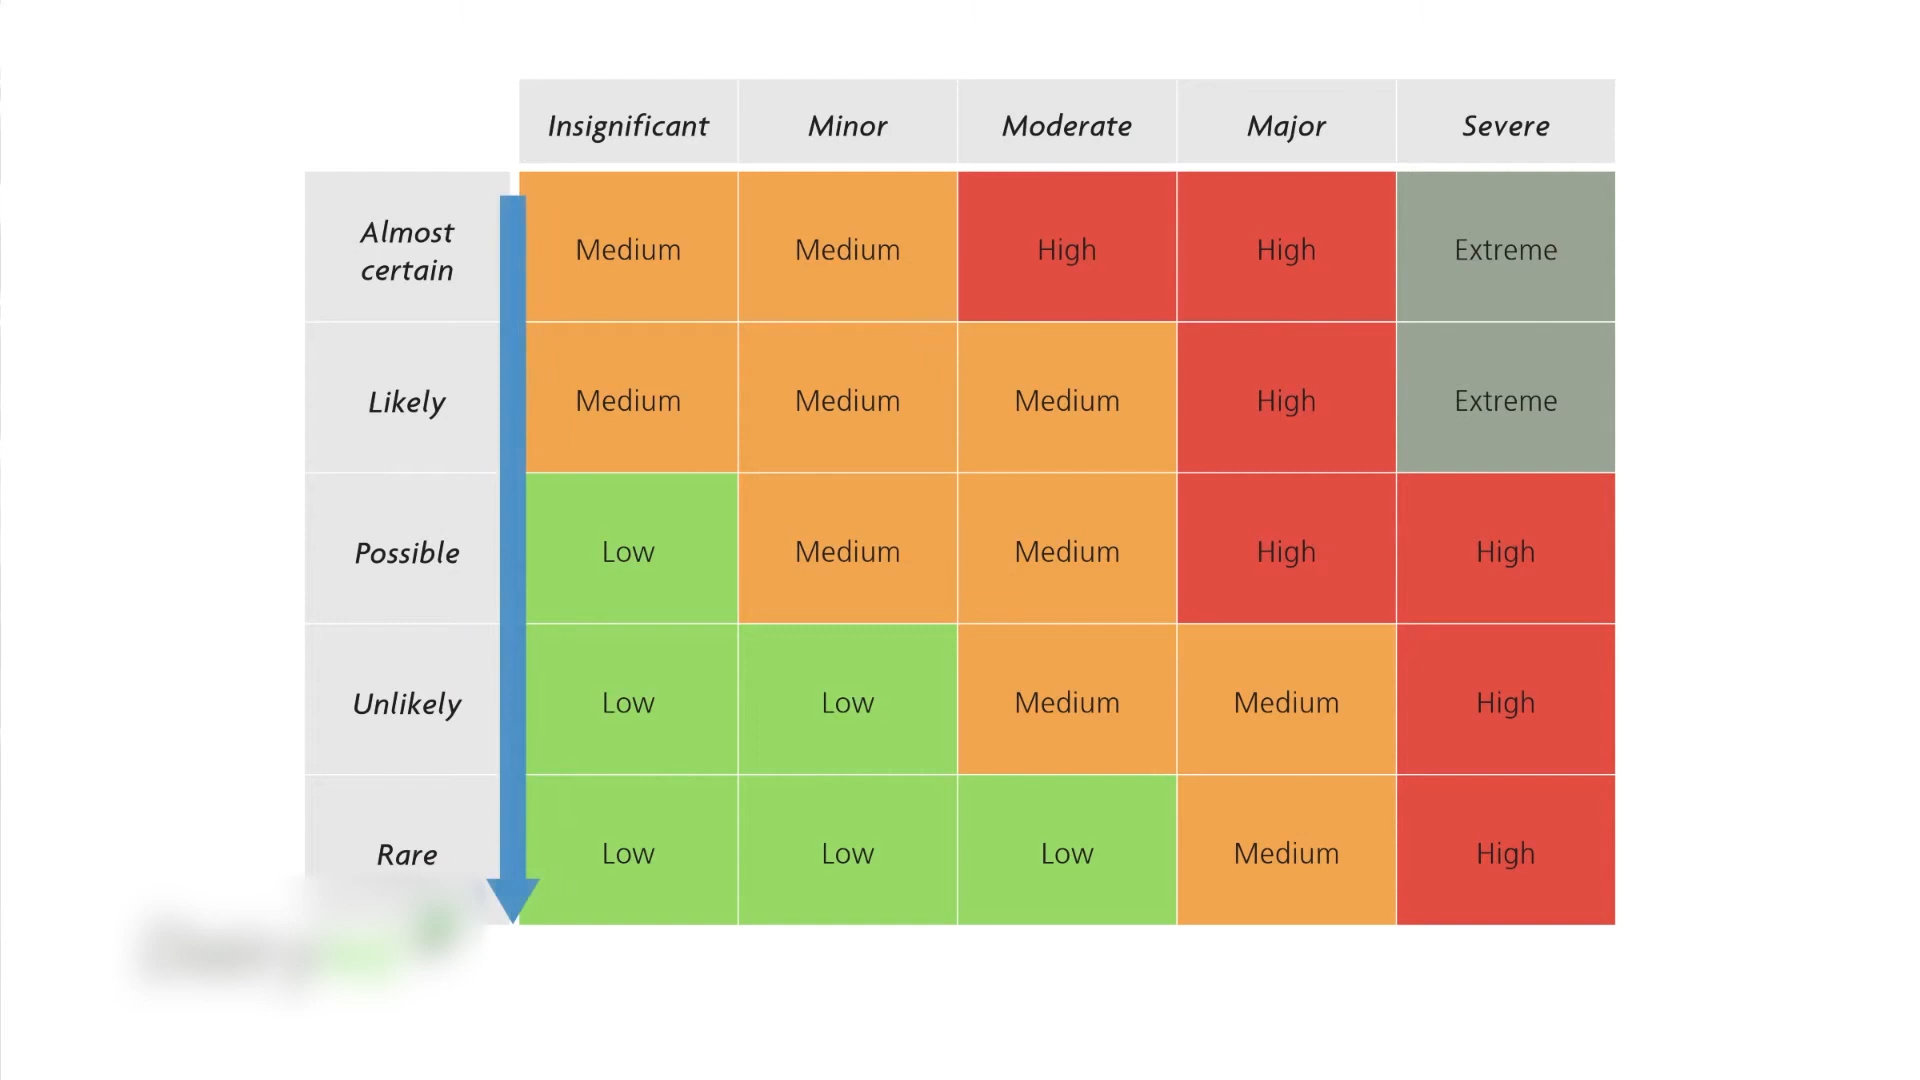 Insignificant Minor Moderate Major Severe
Almost
certain
Medium Medium High High Extreme
Likely Medium Medium Medium High Extreme
Possible Low Medium Medium High High
Unlikely Low Low Medium Medium High
Rare Low Low Low Medium High